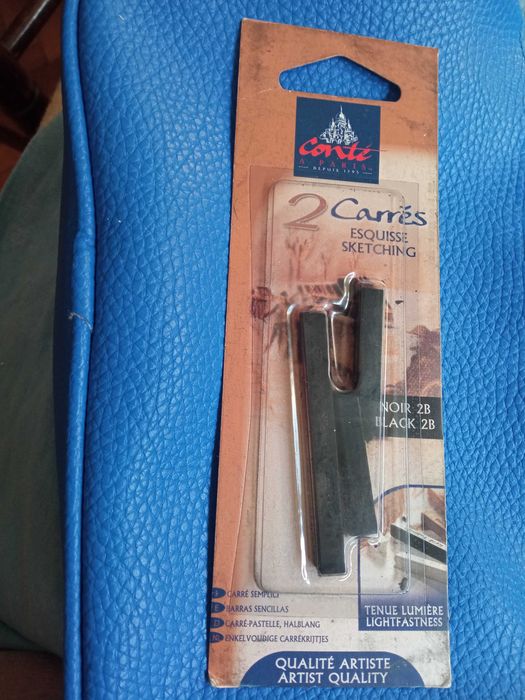 Conté
A PARIS
DEPUIS 1795
2 Carrés
ESQUISSE
SKETCHING
NOIR 2B
BLACK 2B
CARRÉ SEMPLICI
E BARRAS SENCILLAS
D CARRÉ-PASTELLE, HALBLANG
NL ENKELVOUDIGE CARRÉKRIJTJES
TENUE LUMIÈRE
LIGHTFASTNESS
QUALITÉ ARTISTE
ARTIST QUALITY